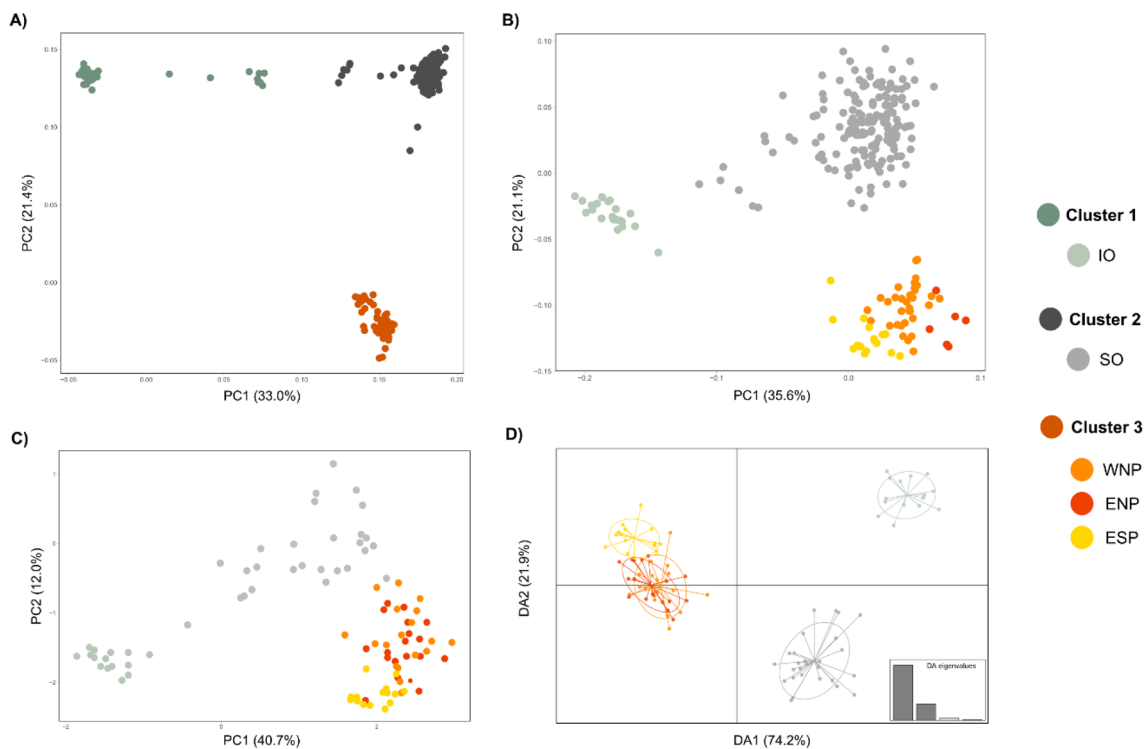 A)
0.15
0.10
0.05
0.00
−0.05
PC2 (21.4%)
−0.05
0.00
0.05
0.10
0.15
0.20
PC1 (33.0%)
B)
0.10
0.05
0.00
−0.05
−0.10
−0.15
PC2 (21.1%)
−0.2
−0.1
0.0
0.1
PC1 (35.6%)
C)
1
0
−1
−2
PC2 (12.0%)
−2
0
2
PC1 (40.7%)
D)
DA2 (21.9%)
DA eigenvalues
DA1 (74.2%)
Cluster 1
IO
Cluster 2
SO
Cluster 3
WNP
ENP
ESP